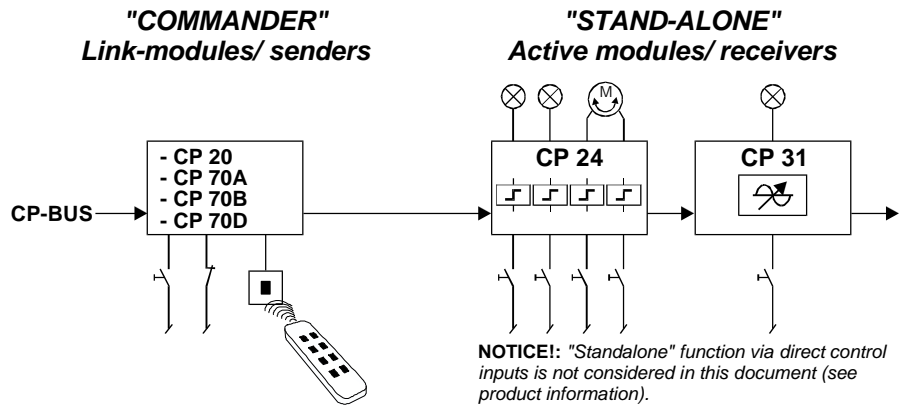 "COMMANDER"
Link-modules/ senders
"STAND-ALONE"
Active modules/ receivers
M
- CP 20
- CP 70A
- CP 70B
- CP 70D
CP 24
CP 31
CP-BUS
NOTICE!: "Standalone" function via direct control
inputs is not considered in this document (see
product information).